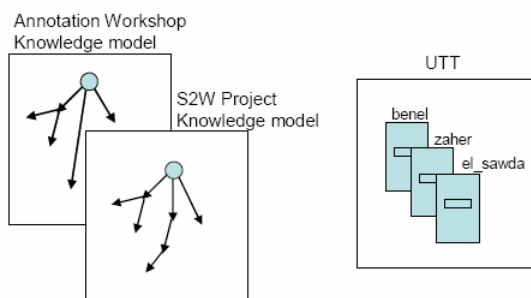 Annotation Workshop
Knowledge model
S2W Project
Knowledge model
UTT
benel
zaher
el_sawda